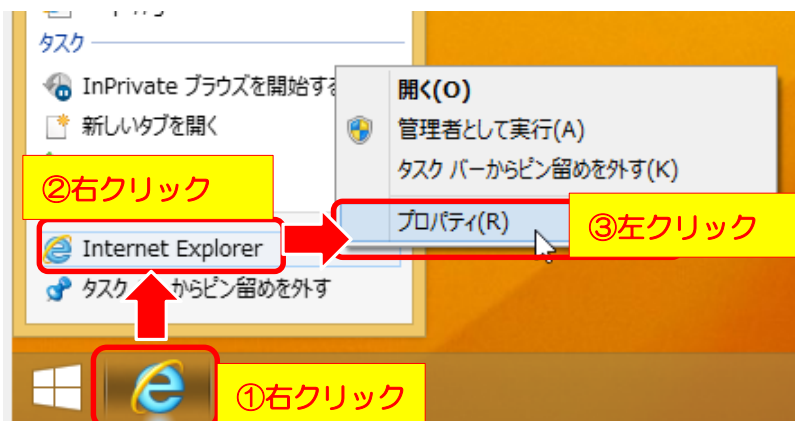 タスク
InPrivate ブラウズを開始する
新しいタブを開く
②右クリック
Internet Explorer
タスク からピン留めを外す
①右クリック
開く(O)
管理者として実行(A)
タスク バーからピン留めを外す(K)
プロパティ(R)
③左クリック